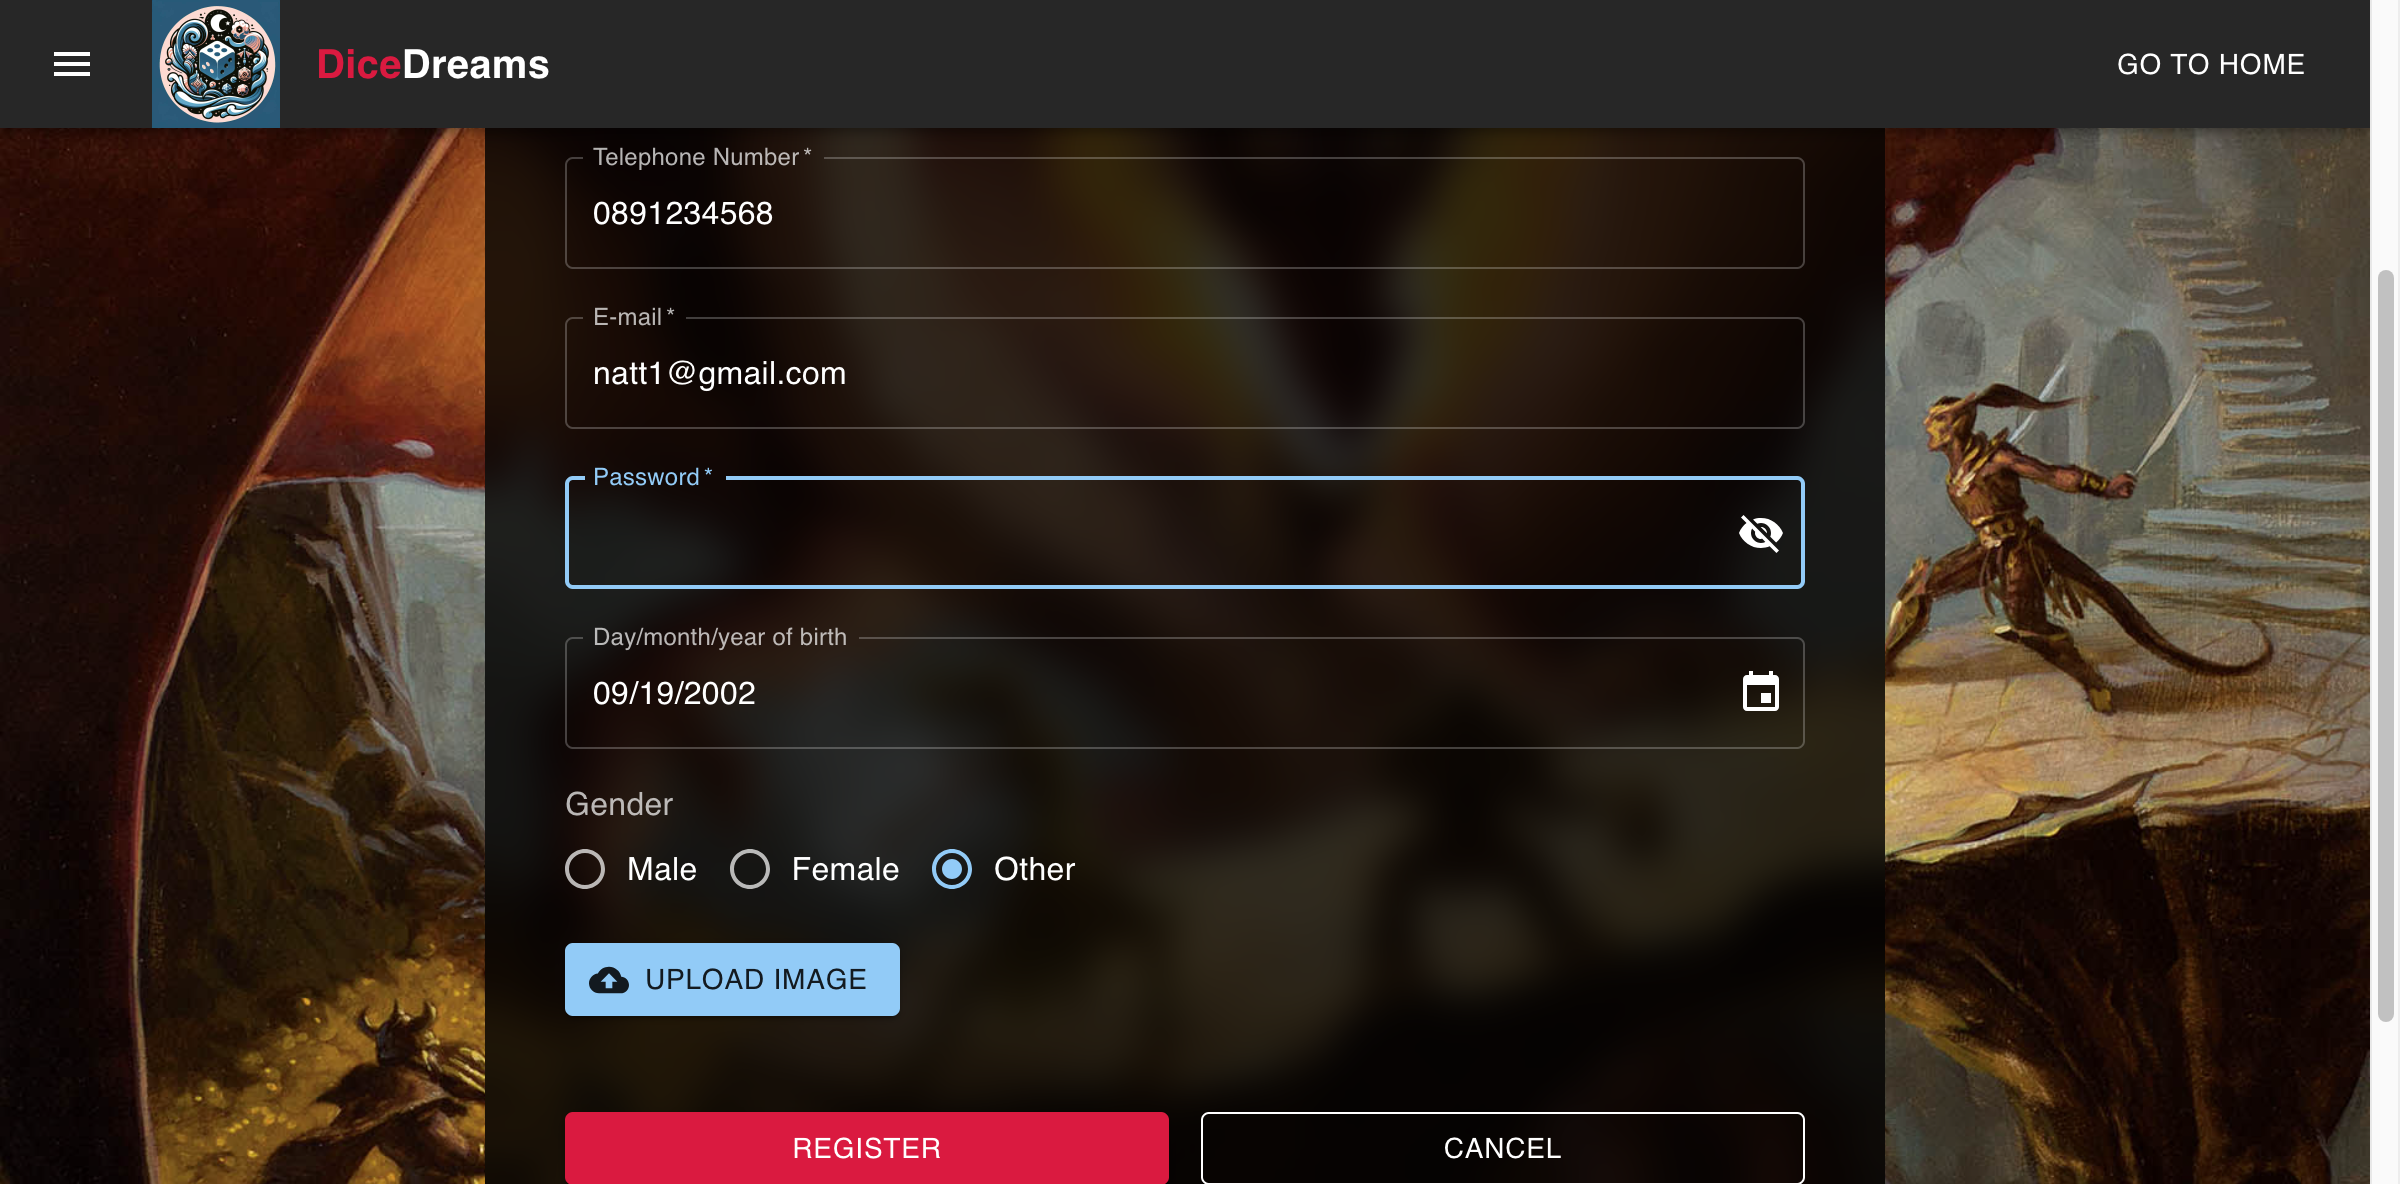 DiceDreams
GO TO HOME
Telephone Number *
0891234568
E-mail *
natt1@gmail.com
Password *
Day/month/year of birth
09/19/2002
Gender
Male Female Other
UPLOAD IMAGE
REGISTER CANCEL